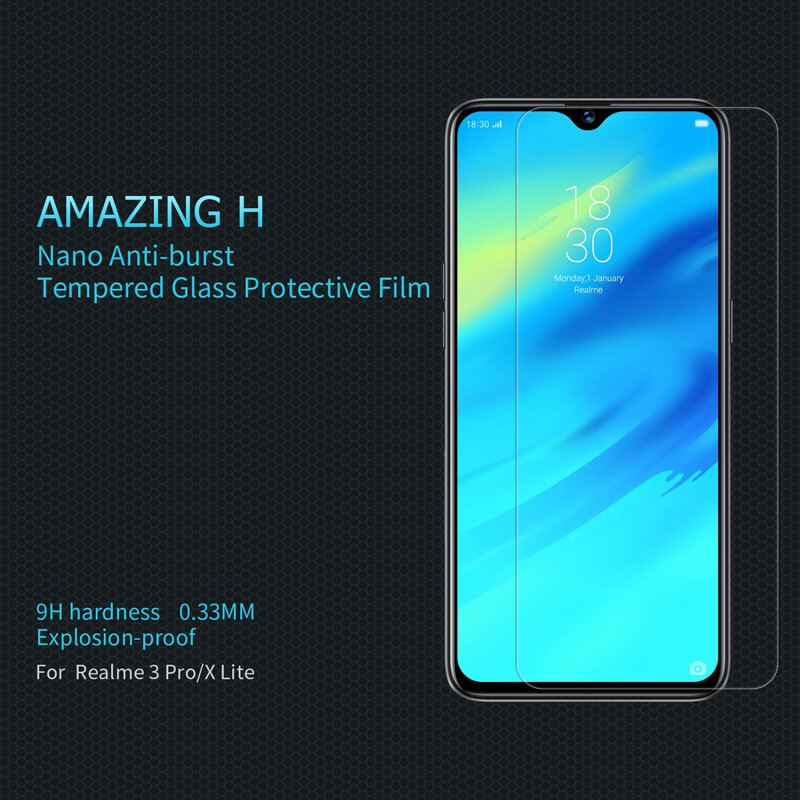 AMAZING H
Nano Anti-burst
Tempered Glass Protective Film
18:30
18
30
Monday,1 January
Realme
9H hardness 0.33MM
Explosion-proof
For Realme 3 Pro/X Lite